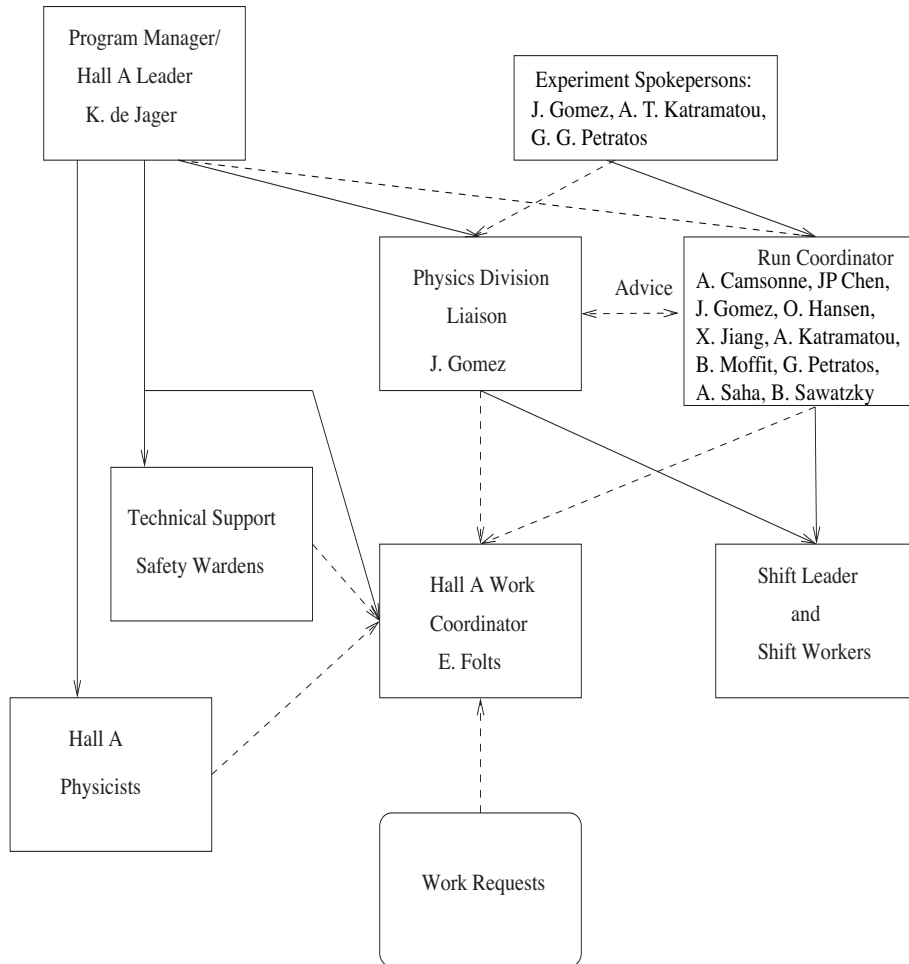 Program Manager/
Hall A Leader
K. de Jager
Experiment Spokepersons:
J. Gomez, A. T. Katramatou,
G. G. Petratos
Physics Division
Liaison
J. Gomez
Advice
Run Coordinator
A. Camsonne, JP Chen,
J. Gomez, O. Hansen,
X. Jiang, A. Katramatou,
B. Moffit, G. Petratos,
A. Saha, B. Sawatzky
Technical Support
Safety Wardens
Hall A Work
Coordinator
E. Folts
Shift Leader
and
Shift Workers
Hall A
Physicists
Work Requests